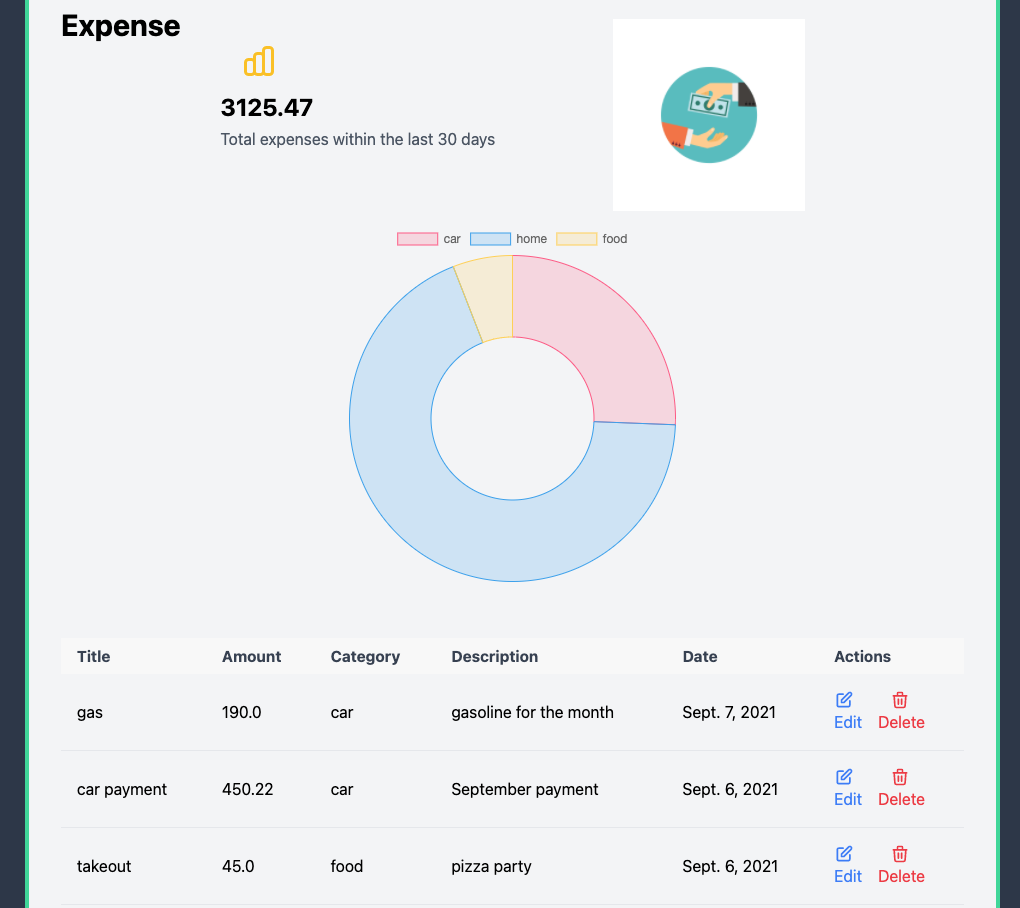 Expense
3125.47
Total expenses within the last 30 days
car home food
Title Amount Category Description Date Actions
gas 190.0 car gasoline for the month Sept. 7, 2021 Edit Delete
car payment 450.22 car September payment Sept. 6, 2021 Edit Delete
takeout 45.0 food pizza party Sept. 6, 2021 Edit Delete